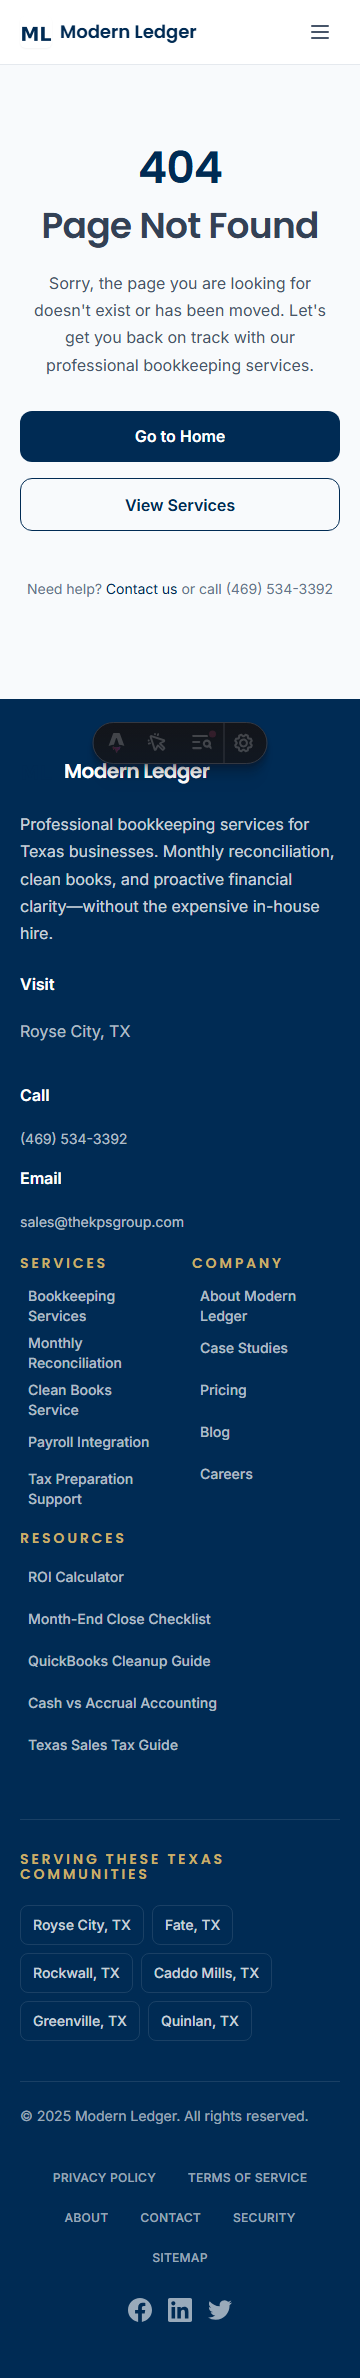 ML Modern Ledger
404
Page Not Found
Sorry, the page you are looking for
doesn't exist or has been moved. Let's
get you back on track with our
professional bookkeeping services.
Go to Home
View Services
Need help? Contact us or call (469) 534-3392
Modern Ledger
Professional bookkeeping services for
Texas businesses. Monthly reconciliation,
clean books, and proactive financial
clarity—without the expensive in-house
hire.
Visit
Royse City, TX
Call
(469) 534-3392
Email
sales@thekpsgroup.com
SERVICES
Bookkeeping
Services
Monthly
Reconciliation
Clean Books
Service
Payroll Integration
Tax Preparation
Support
COMPANY
About Modern
Ledger
Case Studies
Pricing
Blog
Careers
RESOURCES
ROI Calculator
Month-End Close Checklist
QuickBooks Cleanup Guide
Cash vs Accrual Accounting
Texas Sales Tax Guide
SERVING THESE TEXAS
COMMUNITIES
Royse City, TX
Fate, TX
Rockwall, TX
Caddo Mills, TX
Greenville, TX
Quinlan, TX
© 2025 Modern Ledger. All rights reserved.
PRIVACY POLICY
TERMS OF SERVICE
ABOUT
CONTACT
SECURITY
SITEMAP